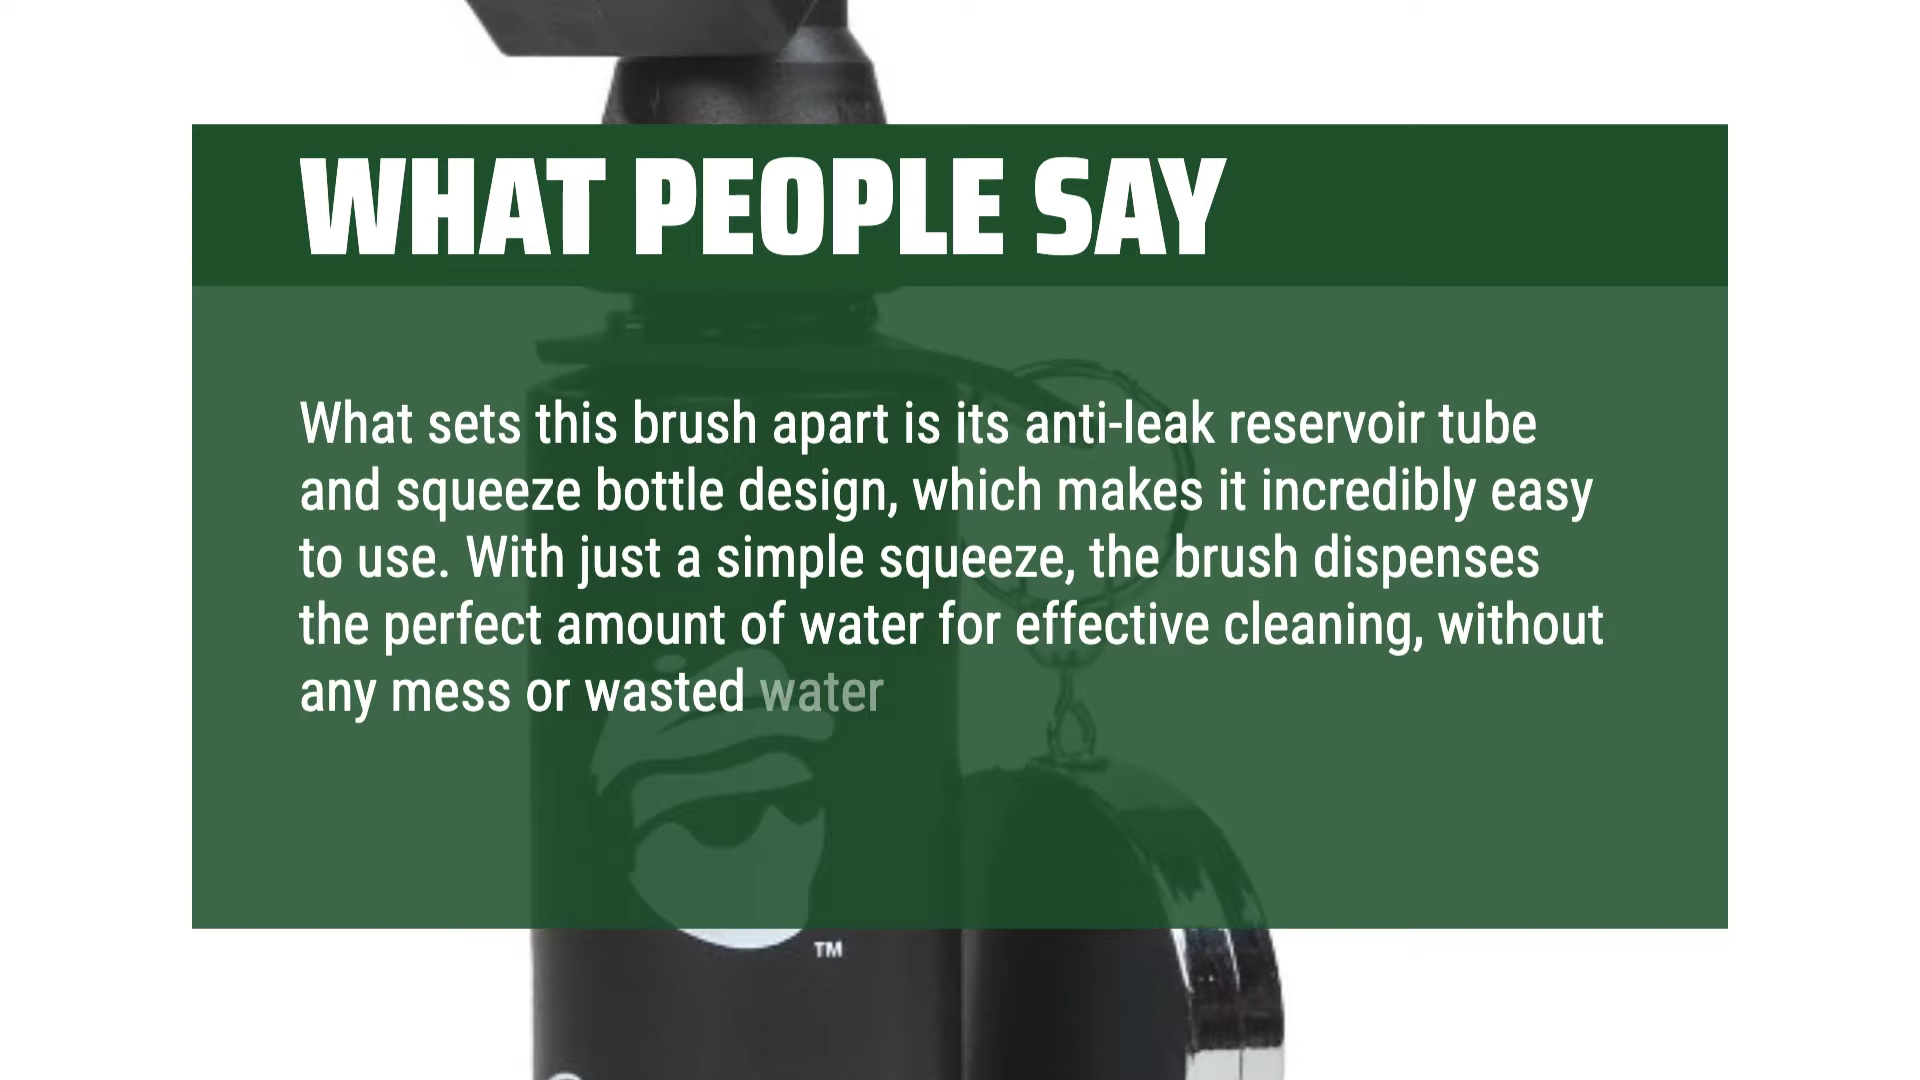 WHAT PEOPLE SAY
What sets this brush apart is its anti-leak reservoir tube
and squeeze bottle design, which makes it incredibly easy
to use. With just a simple squeeze, the brush dispenses
the perfect amount of water for effective cleaning, without
any mess or wasted water
TM